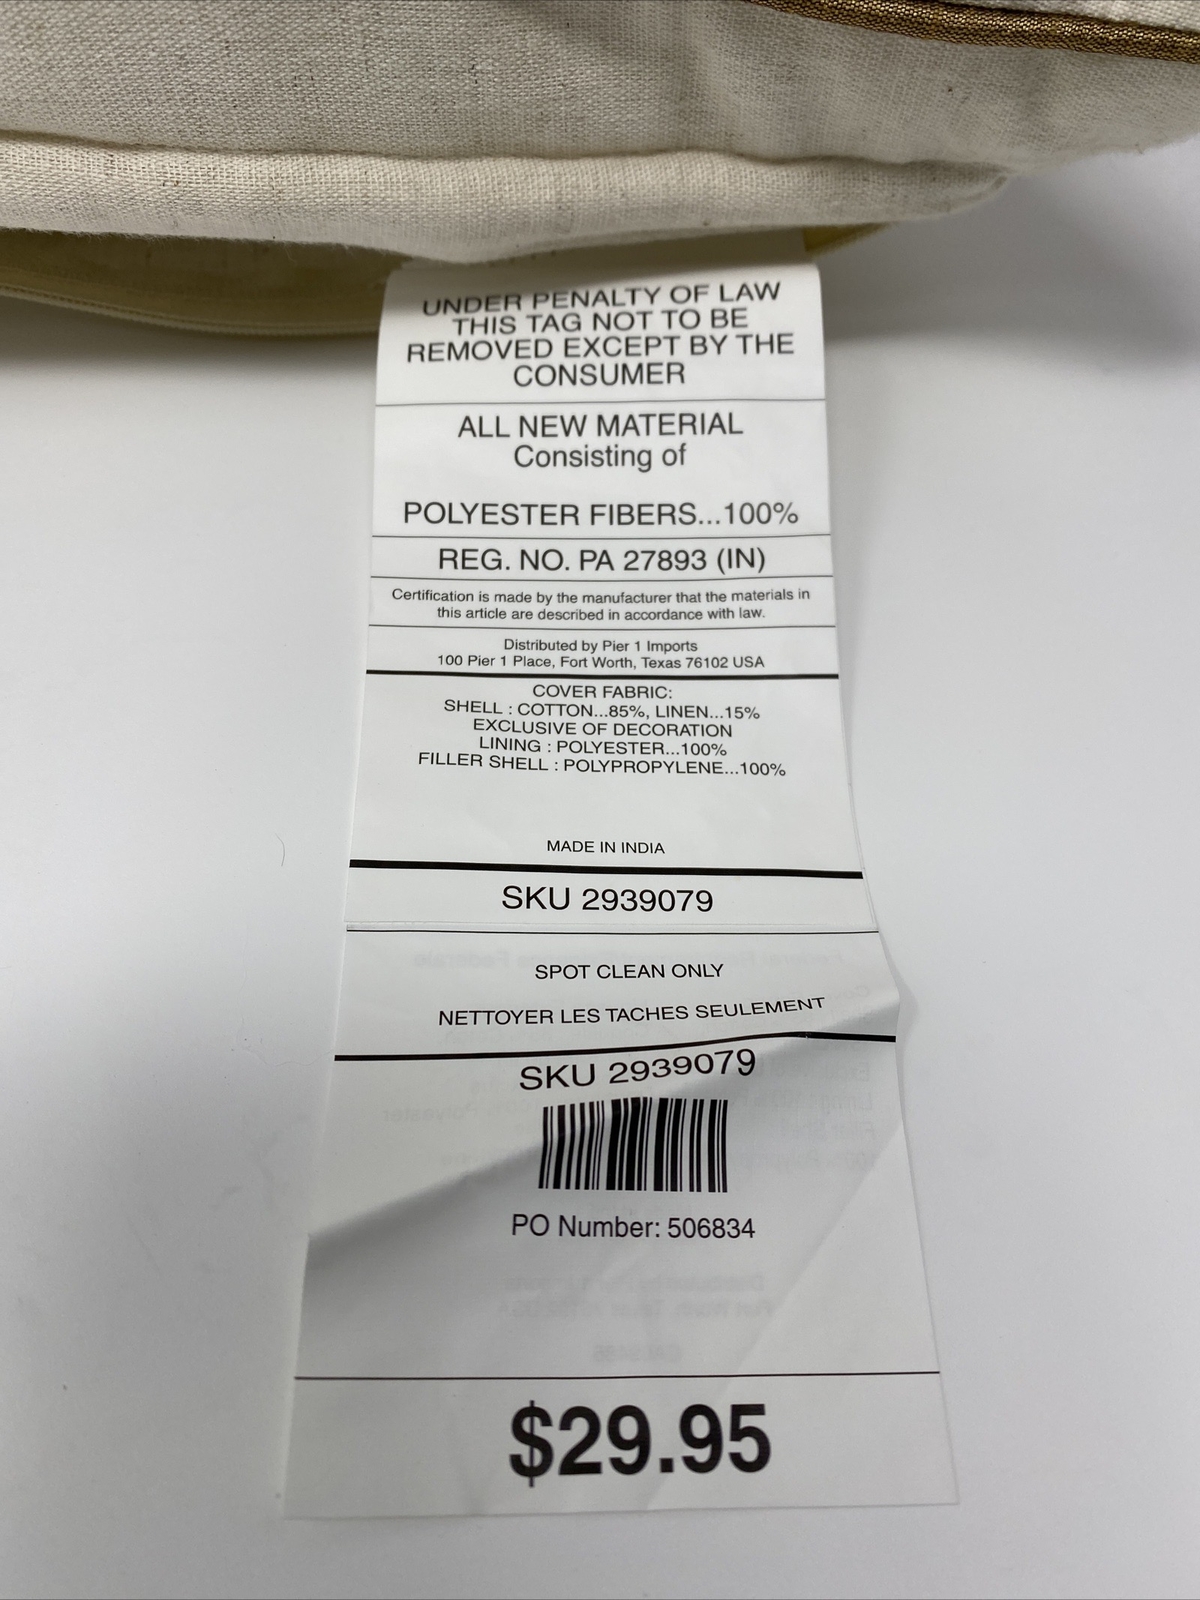 UNDER PENALTY OF LAW
THIS TAG NOT TO BE
REMOVED EXCEPT BY THE
CONSUMER
ALL NEW MATERIAL
Consisting of
POLYESTER FIBERS...100%
REG. NO. PA 27893 (IN)
Certification is made by the manufacturer that the materials in
this article are described in accordance with law.
Distributed by Pier 1 Imports
100 Pier 1 Place, Fort Worth, Texas 76102 USA
COVER FABRIC:
SHELL : COTTON...85%, LINEN...15%
EXCLUSIVE OF DECORATION
LINING : POLYESTER...100%
FILLER SHELL : POLYPROPYLENE...100%
MADE IN INDIA
SKU 2939079
SPOT CLEAN ONLY
NETTOYER LES TACHES SEULEMENT
SKU 2939079
PO Number: 506834
$29.95